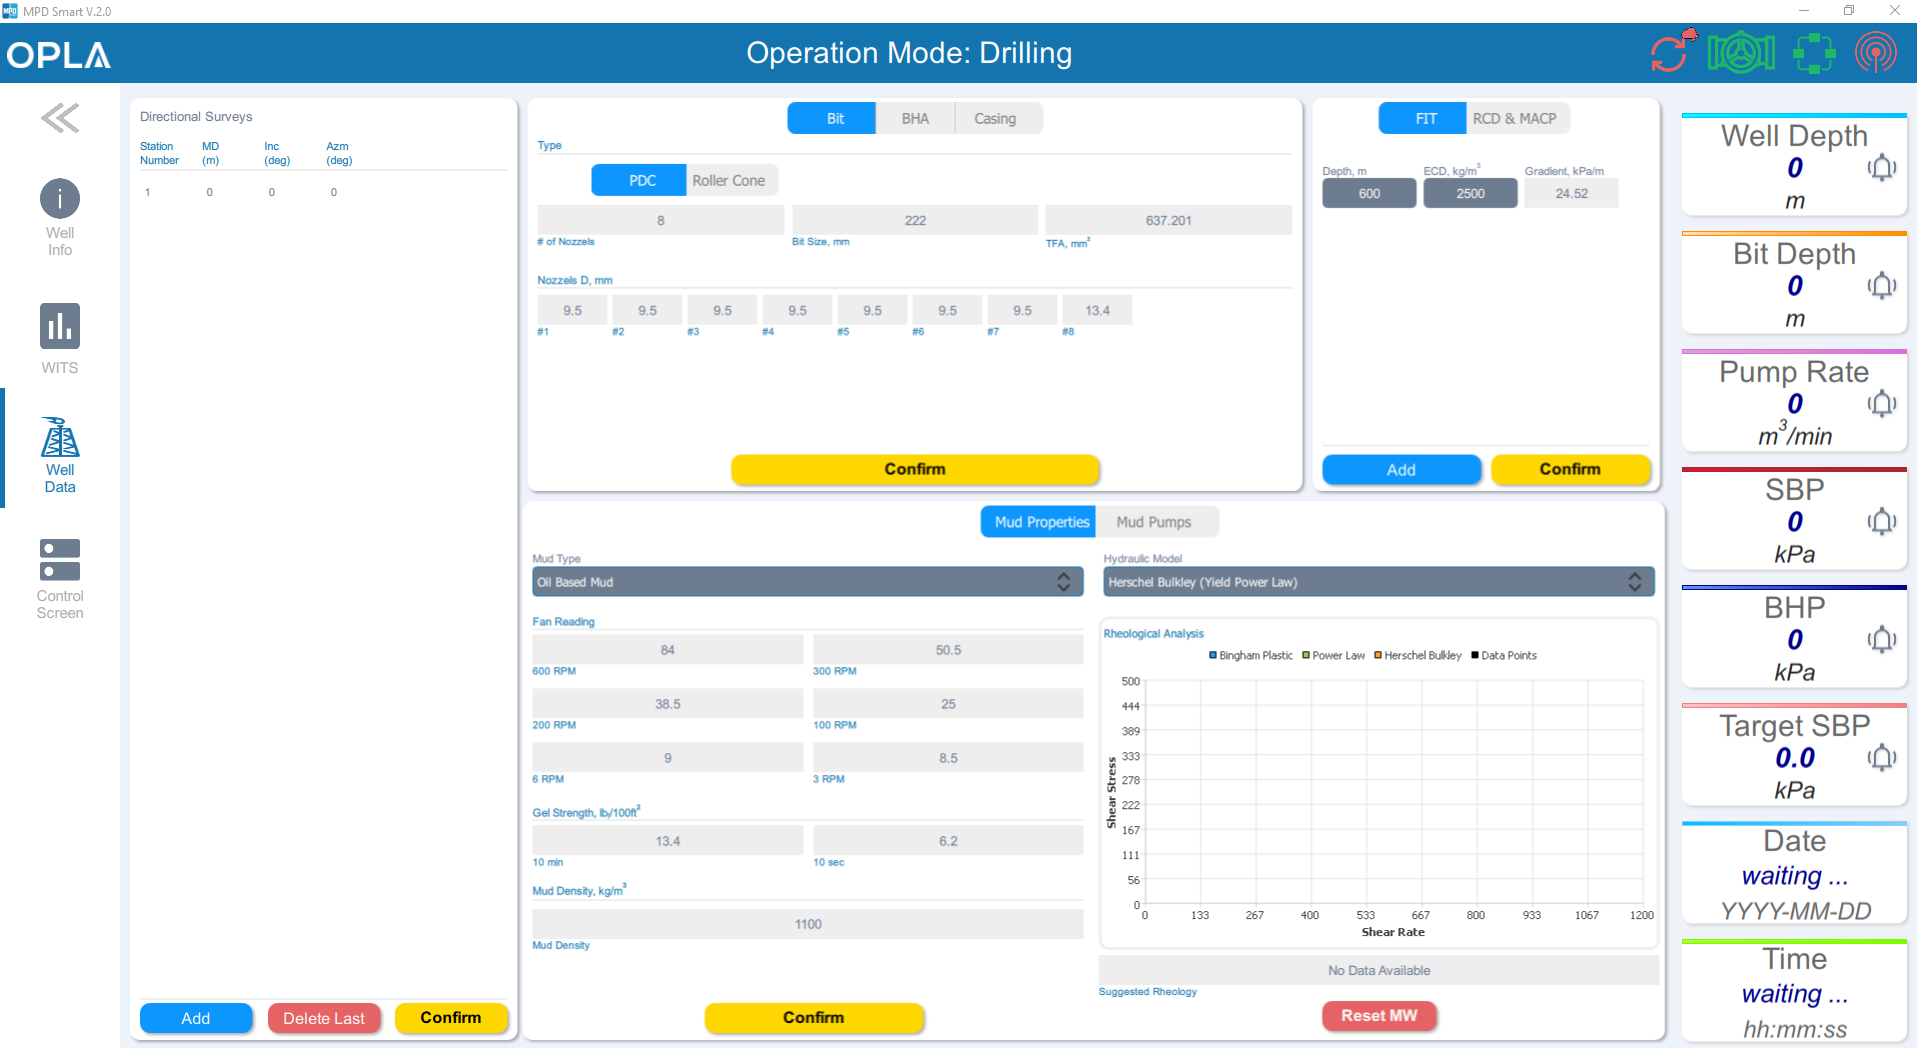 MPD Smart V.2.0
OPLA
Operation Mode: Drilling
Well
Info
WITS
Well
Data
Control
Screen
Directional Surveys
Station
Number
MD
(m)
Inc
(deg)
Azm
(deg)
1 0 0 0
Add Delete Last Confirm
Bit BHA Casing
Type
PDC Roller Cone
8 222 637.201
# of Nozzels Bit Size, mm TFA, mm²
Nozzels D, mm
9.5 9.5 9.5 9.5 9.5 9.5 9.5 13.4
#1 #2 #3 #4 #5 #6 #7 #8
Confirm
FIT RCD & MACP
Depth, m ECD, kg/m³ Gradient, kPa/m
600 2500 24.52
Add Confirm
Mud Properties Mud Pumps
Mud Type
Oil Based Mud
Fan Reading
84 50.5
600 RPM 300 RPM
38.5 25
200 RPM 100 RPM
9 8.5
6 RPM 3 RPM
Gel Strength, lbf/100ft²
13.4 6.2
10 min 10 sec
Mud Density, kg/m³
1100
Mud Density
Confirm
Hydraulic Model
Herschel Bulkley (Yield Power Law)
Rheological Analysis
Bingham Plastic Power Law Herschel Bulkley Data Points
500
444
389
333
278
222
167
111
56
0
Shear Stress
0 133 267 400 533 667 800 933 1067 1200
Shear Rate
No Data Available
Suggested Rheology
Reset MW
Well Depth
0
m
Bit Depth
0
m
Pump Rate
0
m³/min
SBP
0
kPa
BHP
0
kPa
Target SBP
0.0
kPa
Date
waiting ...
YYYY-MM-DD
Time
waiting ...
hh:mm:ss